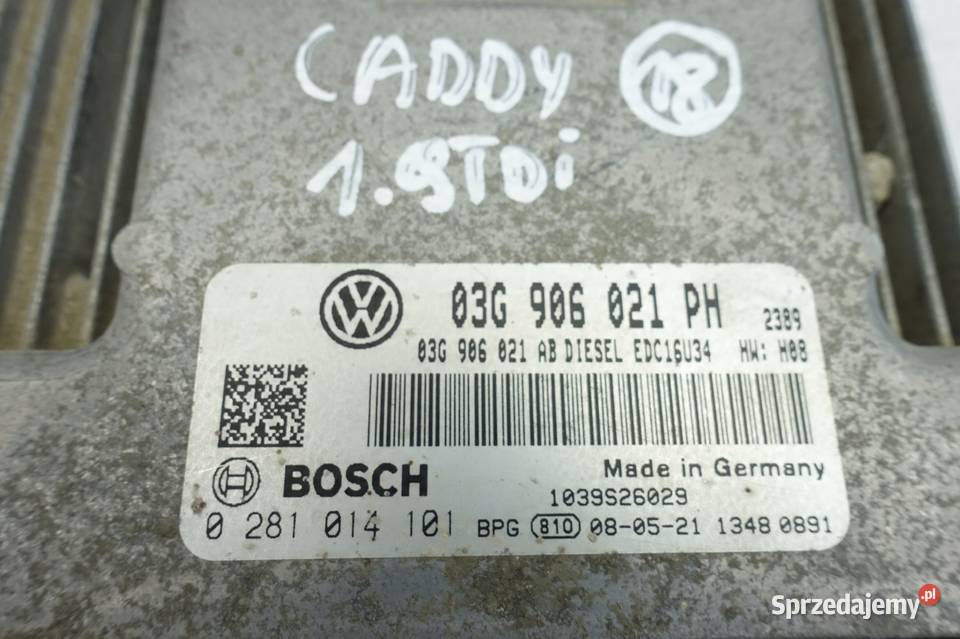 CADDY 18
1.9TDi
03G 906 021 PH 2389
03G 906 021 AB DIESEL EDC16U34 HW: H08
BOSCH
Made in Germany
1039S26029
0 281 014 101 BPG 810 08-05-21 1348 0891
Sprzedajemy.pl